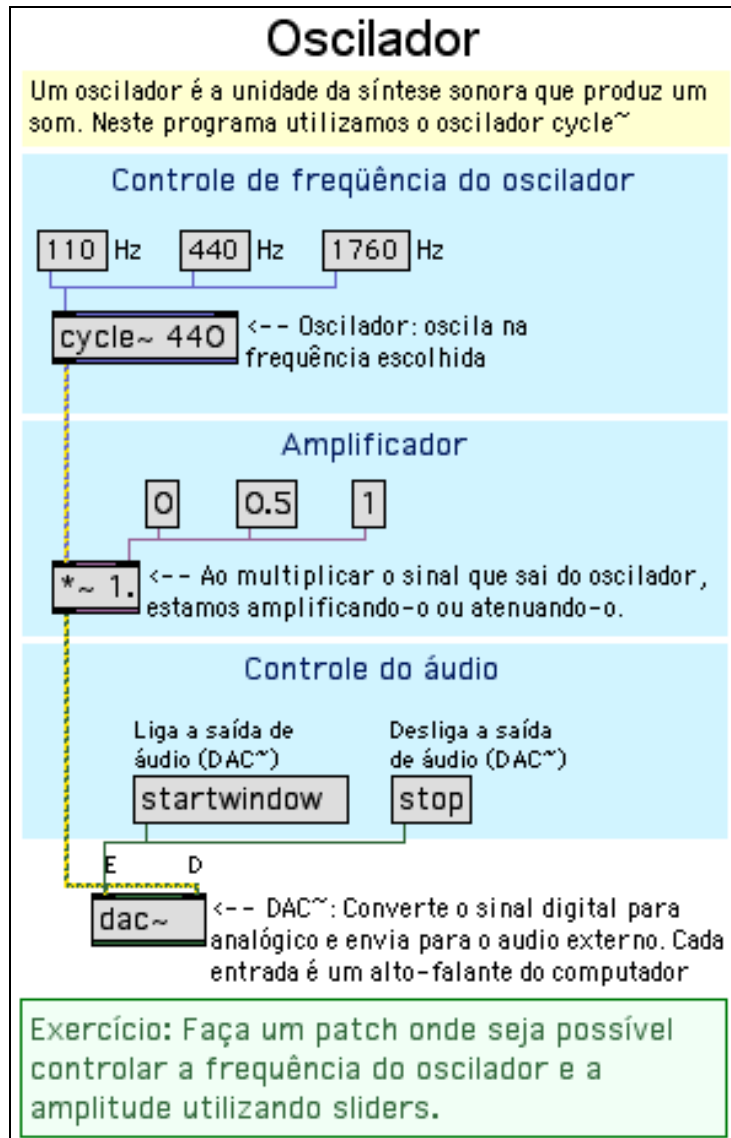 Oscilador
Um oscilador é a unidade da síntese sonora que produz um
som. Neste programa utilizamos o oscilador cycle~
Controle de freqüência do oscilador
110 Hz 440 Hz 1760 Hz
cycle~ 440 <-- Oscilador: oscila na
frequência escolhida
Amplificador
0 0.5 1
*~ 1. <-- Ao multiplicar o sinal que sai do oscilador,
estamos amplificando-o ou atenuando-o.
Controle do áudio
Liga a saída de
áudio (DAC~)
Desliga a saída
de áudio (DAC~)
startwindow stop
E D
dac~ <-- DAC~: Converte o sinal digital para
analógico e envia para o audio externo. Cada
entrada é um alto-falante do computador
Exercício: Faça um patch onde seja possível
controlar a frequência do oscilador e a
amplitude utilizando sliders.